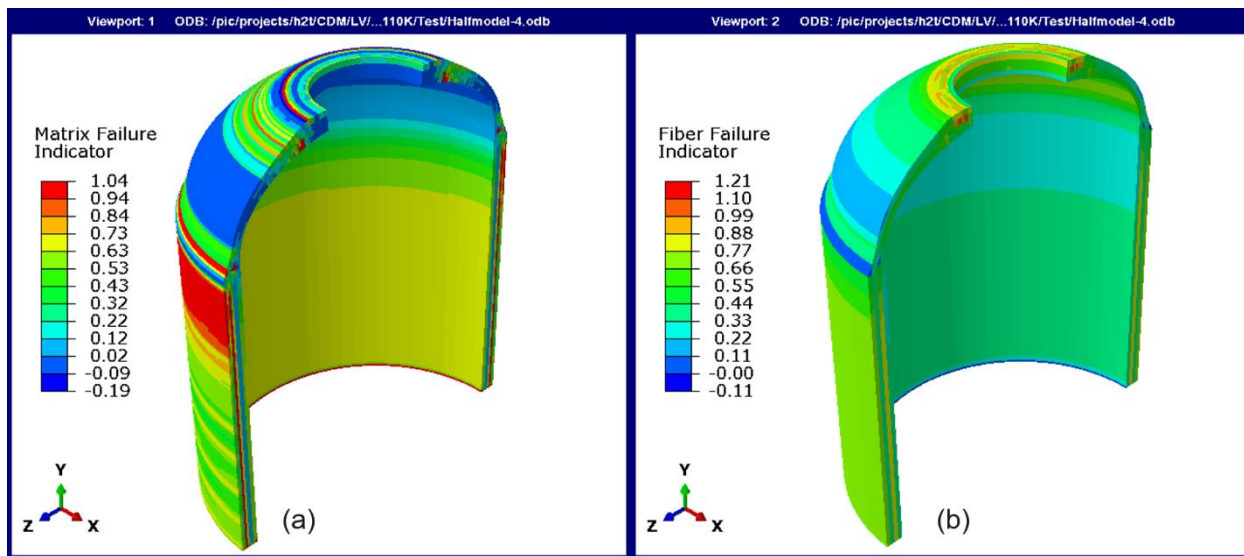 Viewport: 1 ODB: /pic/projects/h2t/CDM/LV/...110K/Test/Halfmodel-4.odb
Matrix Failure
Indicator
1.04
0.94
0.84
0.73
0.63
0.53
0.43
0.32
0.22
0.12
0.02
-0.09
-0.19
Y
Z
X
(a)
Viewport: 2 ODB: /pic/projects/h2t/CDM/LV/...110K/Test/Halfmodel-4.odb
Fiber Failure
Indicator
1.21
1.10
0.99
0.88
0.66
0.55
0.44
0.33
0.22
0.11
-0.00
-0.11
Y
Z
X
(b)